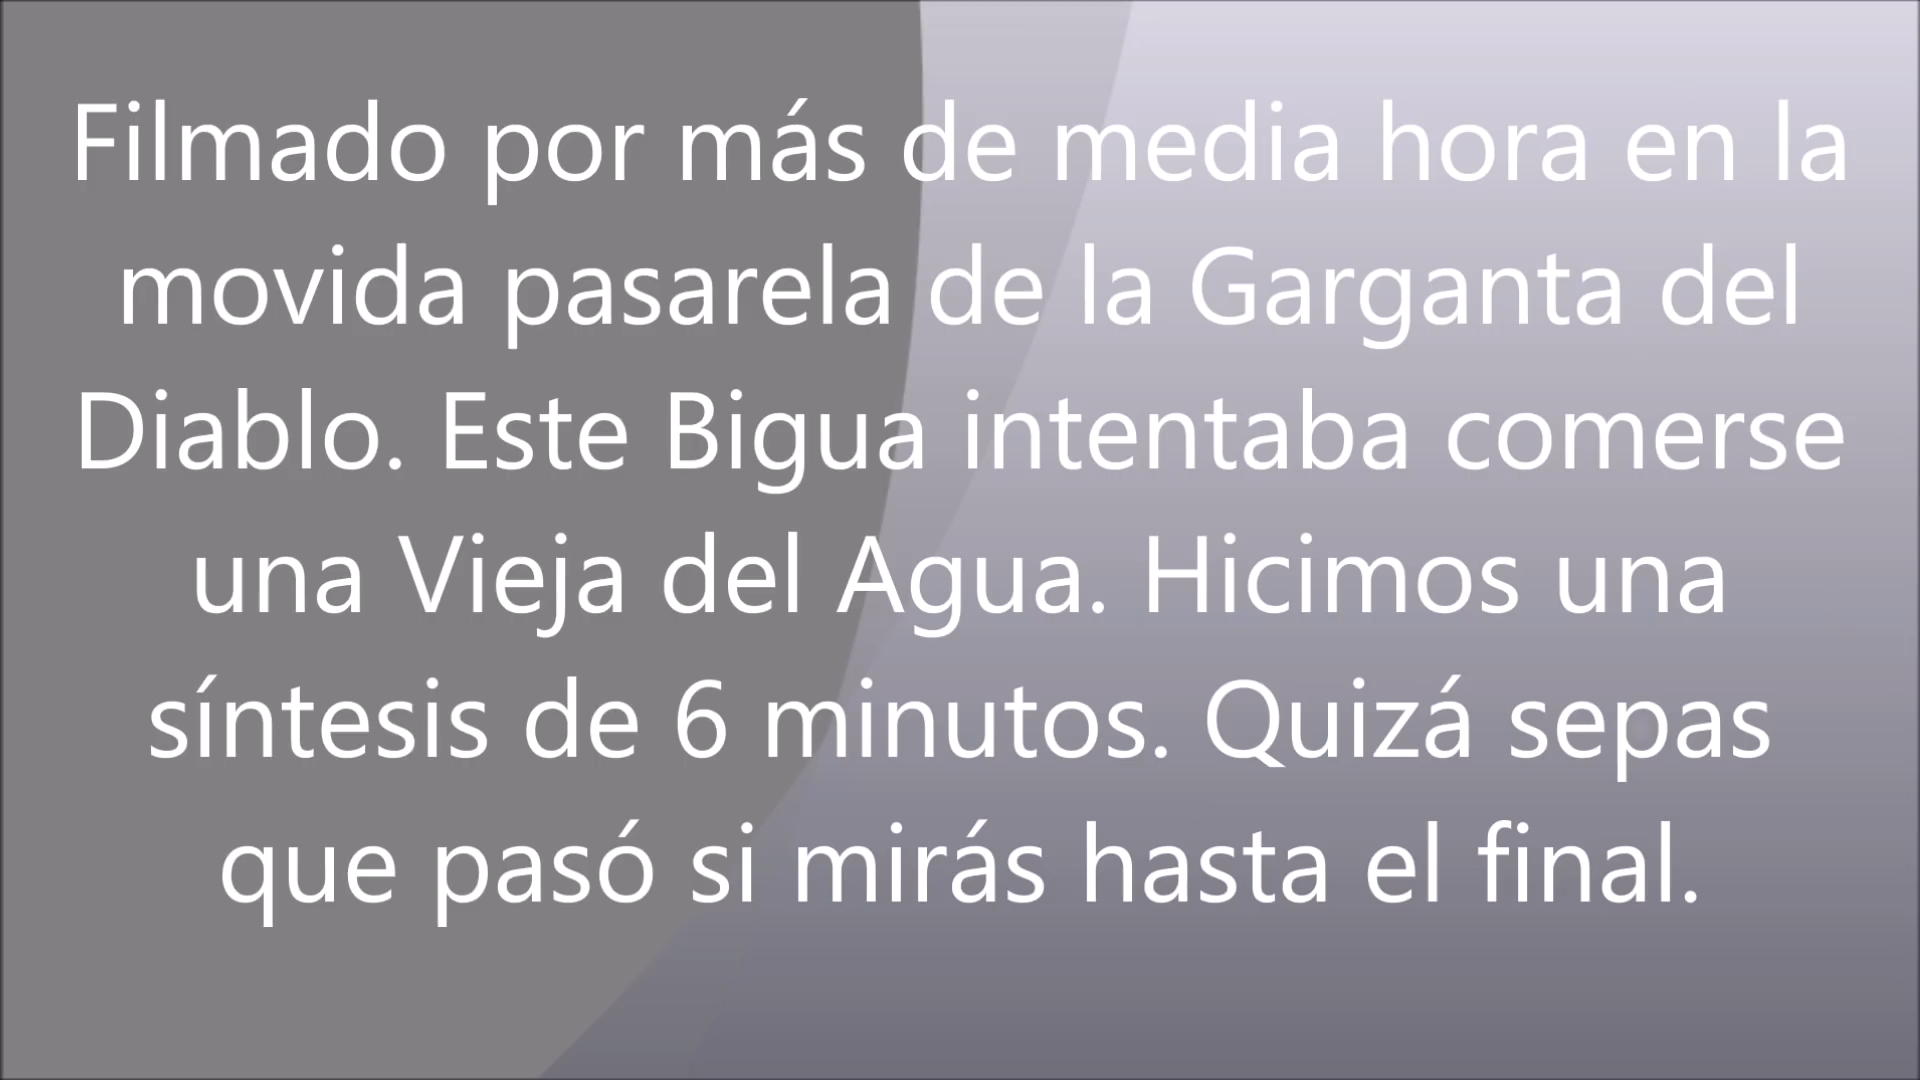 Filmado por más de media hora en la
movida pasarela de la Garganta del
Diablo. Este Bigua intentaba comerse
una Vieja del Agua. Hicimos una
síntesis de 6 minutos. Quizá sepas
que pasó si mirás hasta el final.